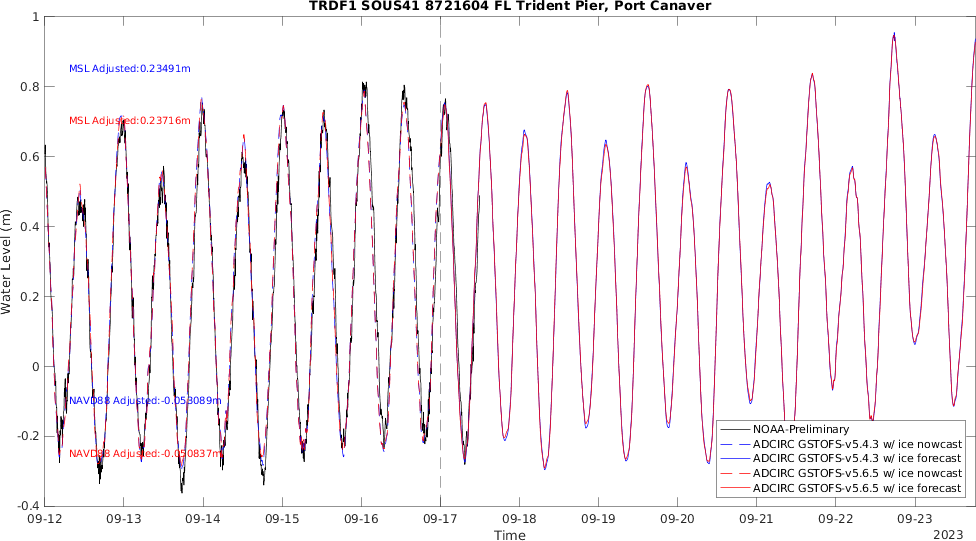 TRDF1 SOUS41 8721604 FL Trident Pier, Port Canaver
1
0.8
0.6
0.4
0.2
0
-0.2
-0.4
Water Level (m)
MSL Adjusted:0.23491m
MSL Adjusted:0.23716m
NAVD88 Adjusted:-0.053089m
NAVD88 Adjusted:-0.050837m
NOAA-Preliminary
ADCIRC GSTOFS-v5.4.3 w/ ice nowcast
ADCIRC GSTOFS-v5.4.3 w/ ice forecast
ADCIRC GSTOFS-v5.6.5 w/ ice nowcast
ADCIRC GSTOFS-v5.6.5 w/ ice forecast
09-12 09-13 09-14 09-15 09-16 09-17 09-18 09-19 09-20 09-21 09-22 09-23
Time
2023